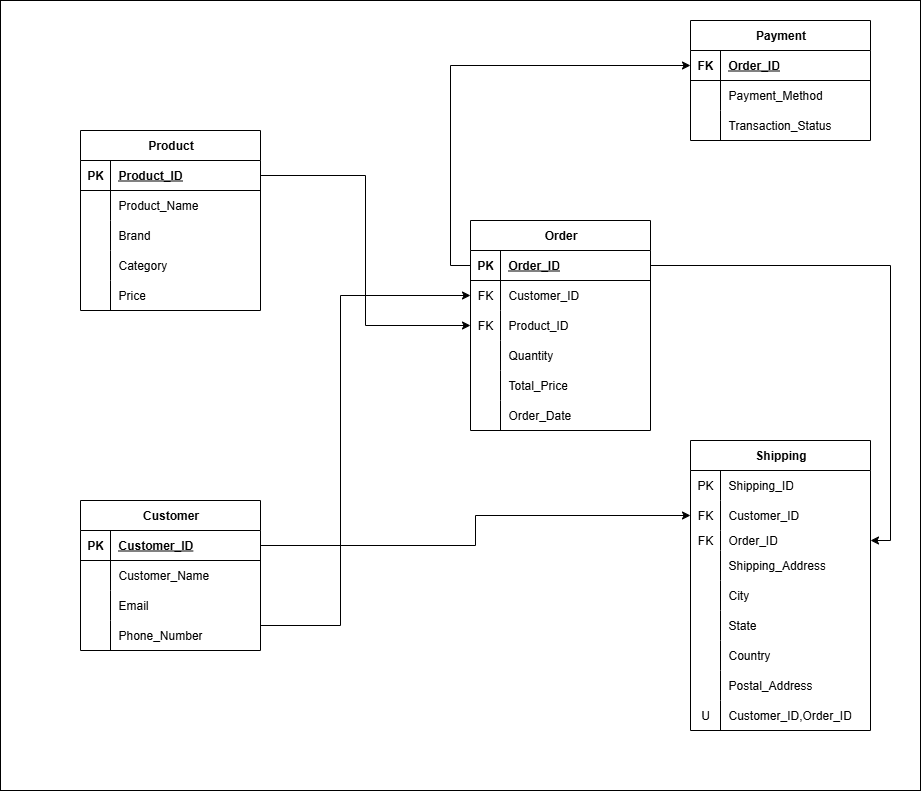 Payment
FK Order_ID
Payment_Method
Transaction_Status
Product
PK Product_ID
Product_Name
Brand
Category
Price
Order
PK Order_ID
FK Customer_ID
FK Product_ID
Quantity
Total_Price
Order_Date
Customer
PK Customer_ID
Customer_Name
Email
Phone_Number
Shipping
PK Shipping_ID
FK Customer_ID
FK Order_ID
Shipping_Address
City
State
Country
Postal_Address
U Customer_ID,Order_ID